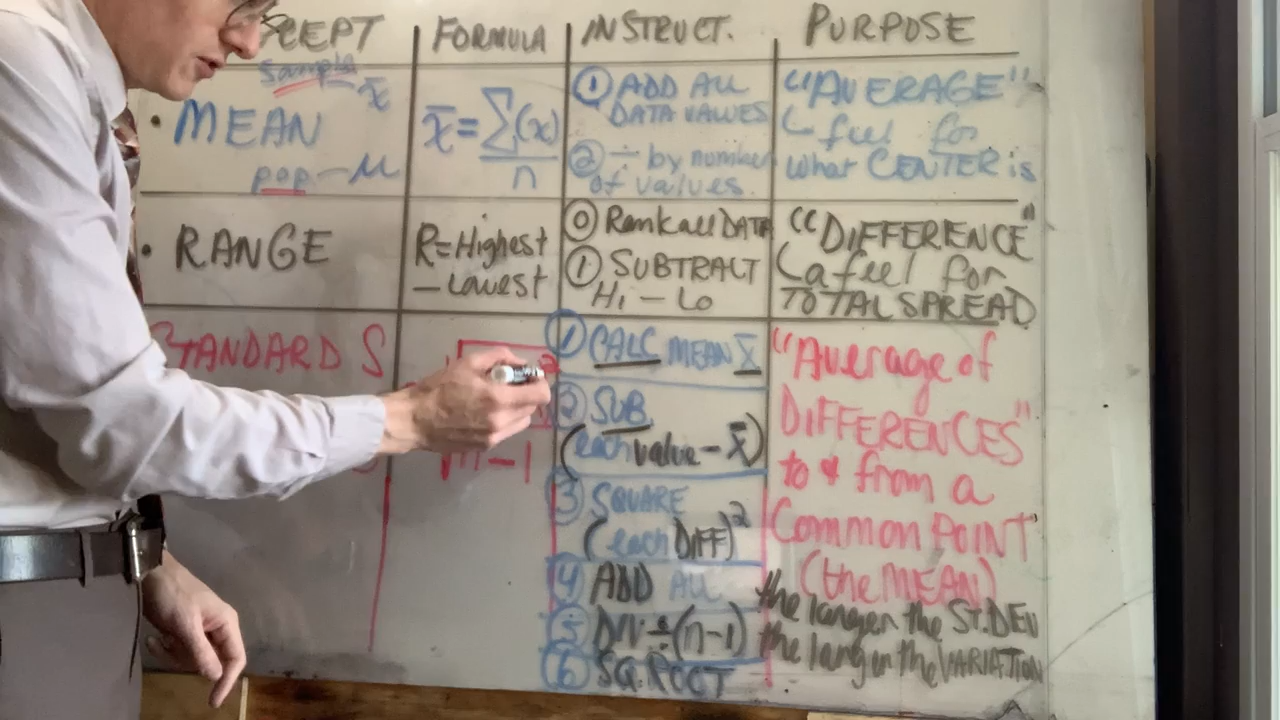 FORMULA
INSTRUCT.
PURPOSE
Sample - x̄
• MEAN
pop - μ
x̄ = Σ(x)
n
① ADD ALL
DATA VALUES
② ÷ by number
of values.
"AVERAGE"
↳ feel for
what CENTER is
• RANGE
R = Highest
- Lowest
⓪ Rank all DATA
① SUBTRACT
Hi - Lo
"DIFFERENCE"
↳ a feel for
TOTAL SPREAD
STANDARD
n - 1
① CALC MEAN x̄
② SUB.
(each value - x̄)
③ SQUARE
(each DIFF)²
④ ADD ALL
⑤ DIV ÷ (n-1)
⑥ SQ. ROOT
"Average of
DIFFERENCES"
to & from a
Common POINT
(the MEAN)
the larger the ST.DEV
the larger the VARIATION